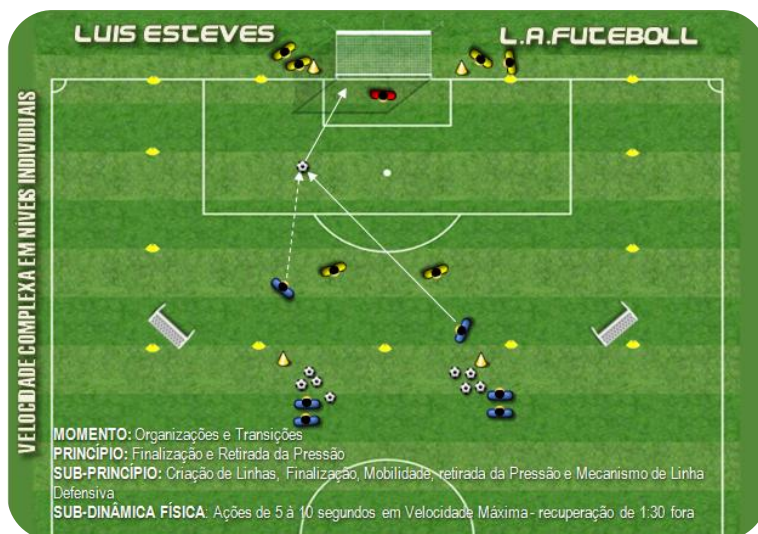 LUIS ESTEVES
L.A.FUTEBOLL
VELOCIDADE COMPLEXA EM NÍVEIS INDIVIDUAIS
MOMENTO: Organizações e Transições
PRINCÍPIO: Finalização e Retirada da Pressão
SUB-PRINCÍPIO: Criação de Linhas, Finalização, Mobilidade, retirada da Pressão e Mecanismo de Linha
Defensiva
SUB-DINÂMICA FÍSICA: Ações de 5 à 10 segundos em Velocidade Máxima- recuperação de 1:30 fora